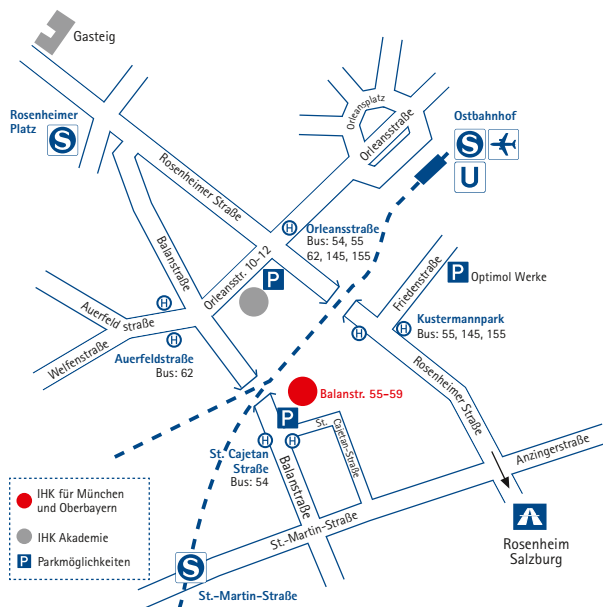 Gasteig
Rosenheimer
Platz
S
Orleansplatz
Orleansstraße
Ostbahnhof
S
U
Rosenheimer Straße
H
Orleansstraße
Bus: 54, 55
62, 145, 155
Balanstraße
Orleansstr. 10–12
P
P
Optimol Werke
Friedenstraße
H
Auerfeld straße
Welfenstraße
H
Auerfeldstraße
Bus: 62
H
H
Kustermannpark
Bus: 55, 145, 155
Rosenheimer Straße
Balanstr. 55–59
P
St.
Cajetan-Straße
H
H
St. Cajetan
Straße
Bus: 54
Balanstraße
Anzingerstraße
St.-Martin-Straße
Rosenheim
Salzburg
S
St.-Martin-Straße
IHK für München
und Oberbayern
IHK Akademie
P Parkmöglichkeiten